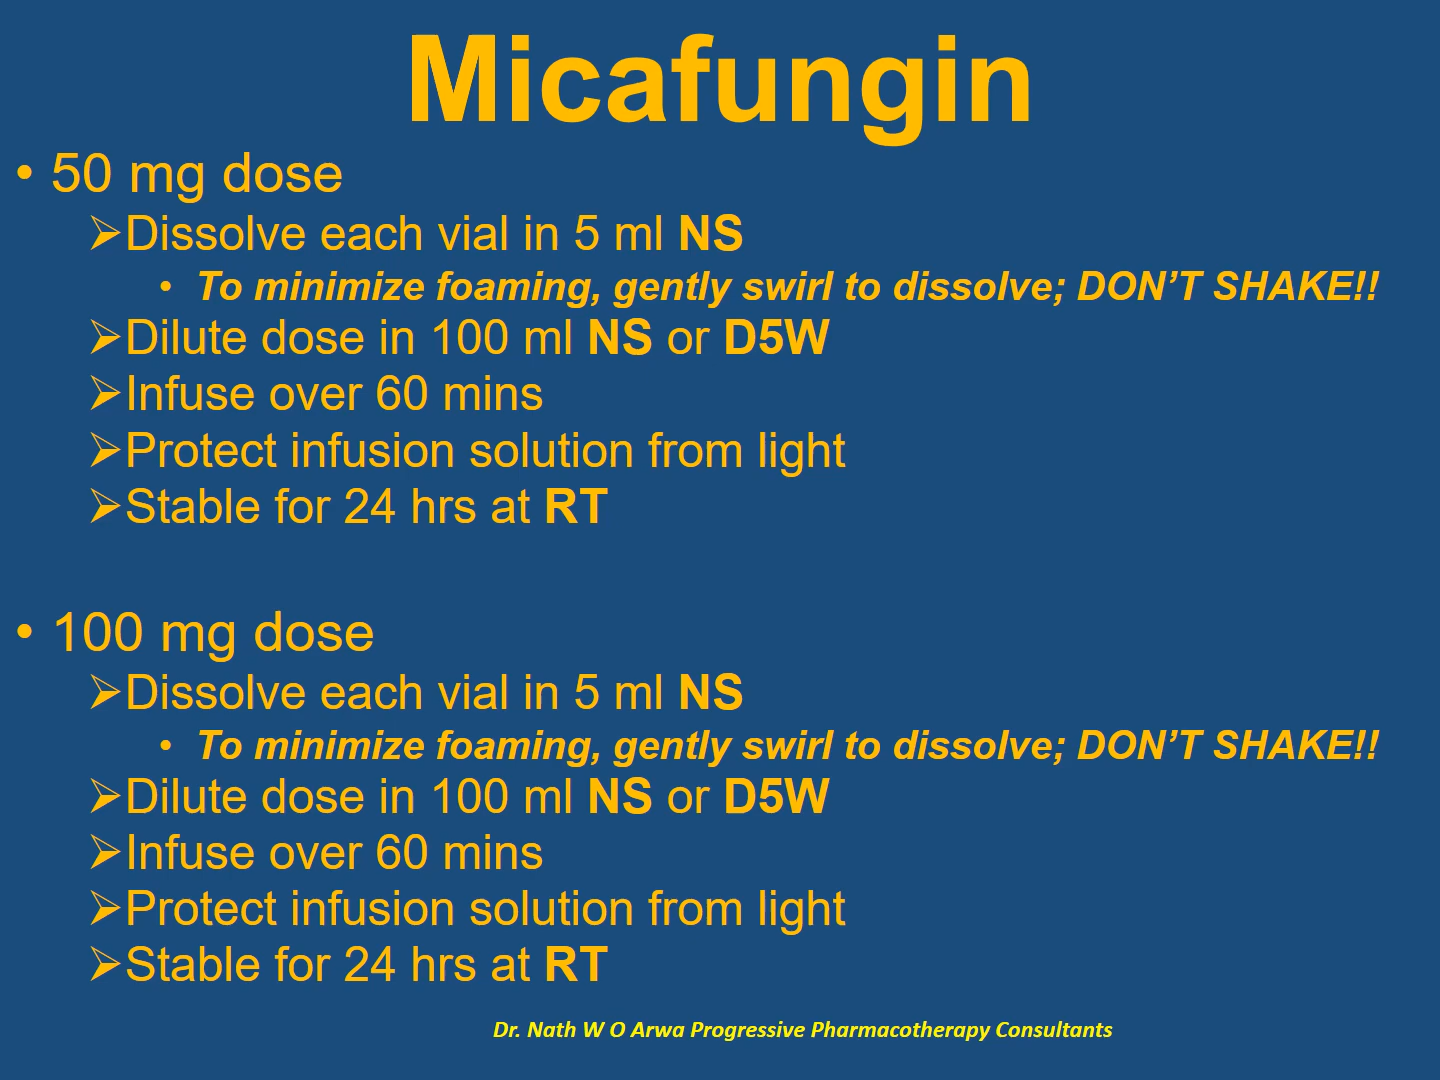 Micafungin
• 50 mg dose
➢Dissolve each vial in 5 ml NS
• To minimize foaming, gently swirl to dissolve; DON’T SHAKE!!
➢Dilute dose in 100 ml NS or D5W
➢Infuse over 60 mins
➢Protect infusion solution from light
➢Stable for 24 hrs at RT
• 100 mg dose
➢Dissolve each vial in 5 ml NS
• To minimize foaming, gently swirl to dissolve; DON’T SHAKE!!
➢Dilute dose in 100 ml NS or D5W
➢Infuse over 60 mins
➢Protect infusion solution from light
➢Stable for 24 hrs at RT
Dr. Nath W O Arwa Progressive Pharmacotherapy Consultants